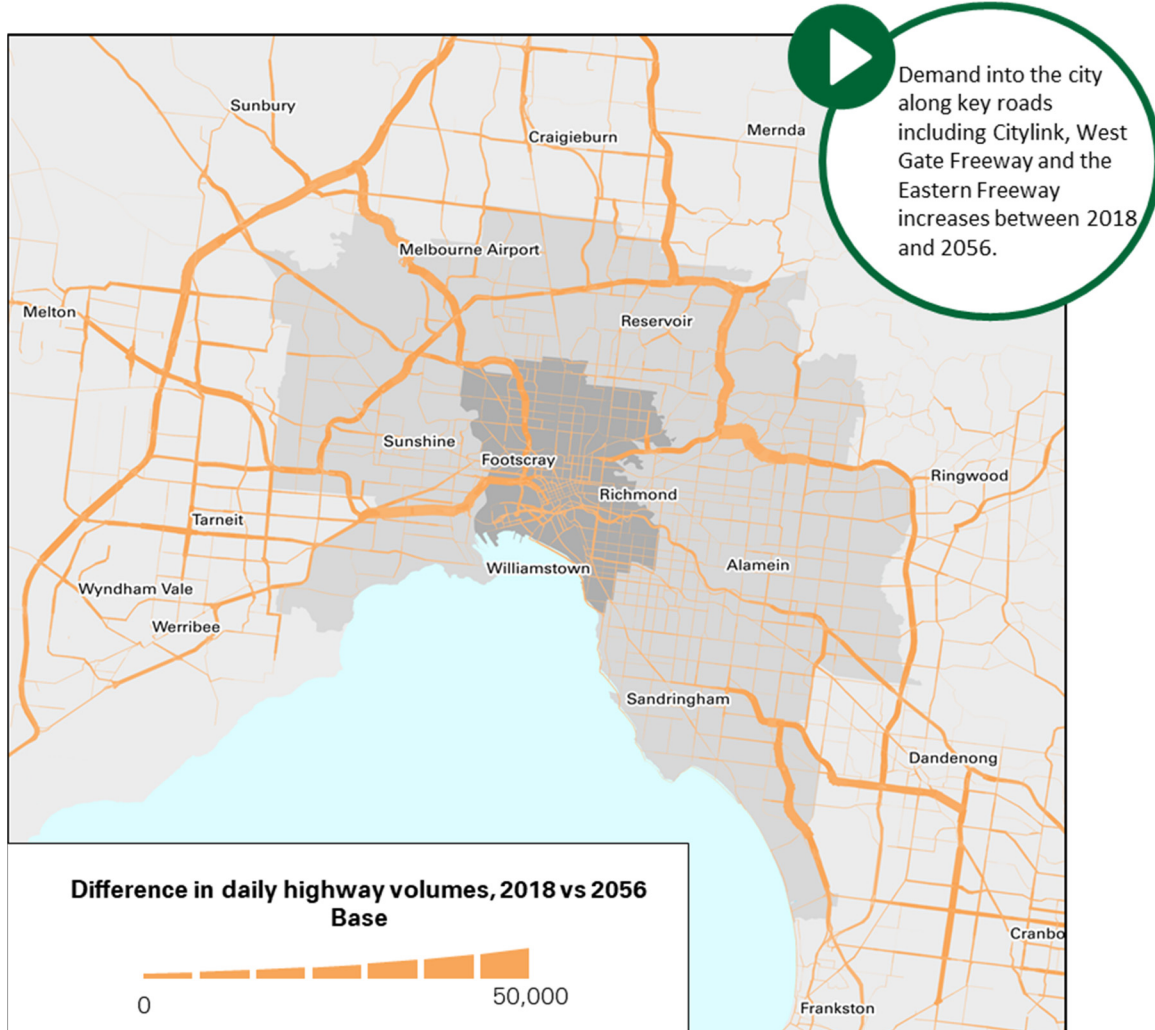 Demand into the city
along key roads
including Citylink, West
Gate Freeway and the
Eastern Freeway
increases between 2018
and 2056.
Sunbury
Craigieburn
Mernda
Melbourne Airport
Melton
Reservoir
Sunshine
Footscray
Ringwood
Richmond
Tarneit
Williamstown
Alamein
Wyndham Vale
Werribee
Sandringham
Dandenong
Cranbo
Frankston
Difference in daily highway volumes, 2018 vs 2056
Base
0
50,000